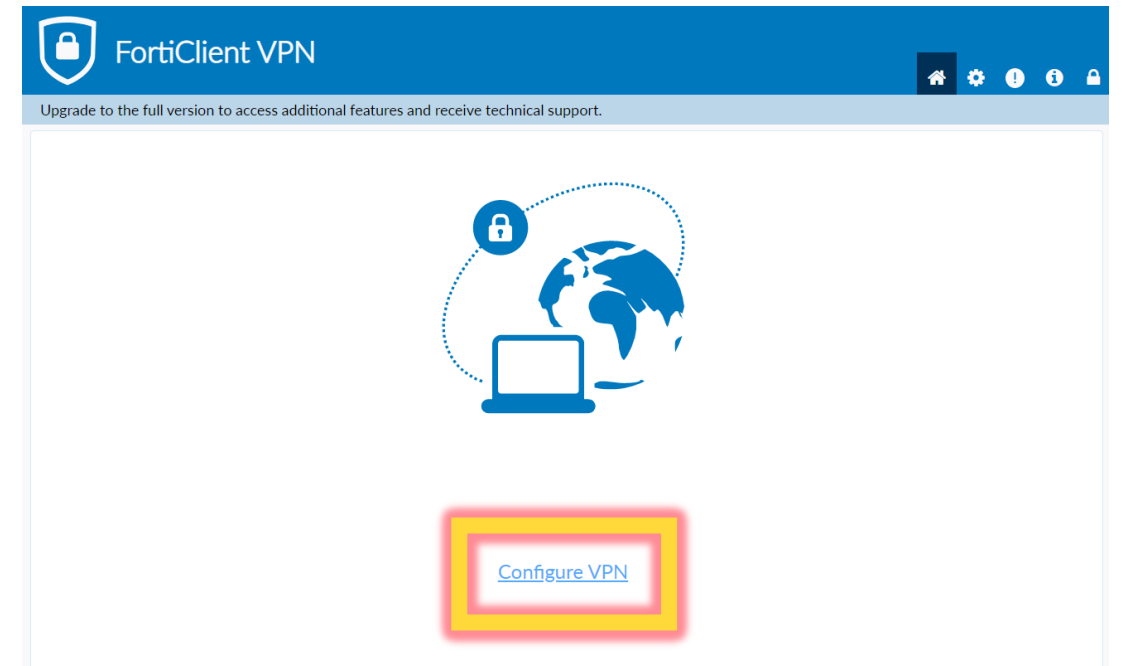 FortiClient VPN
Upgrade to the full version to access additional features and receive technical support.
Configure VPN